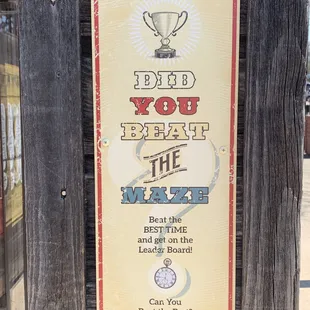 DID
YOU
BEAT
THE
MAZE
Beat the
BEST TIME
and get on the
Leader Board!
Can You